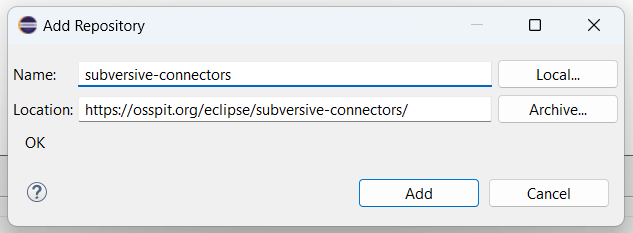 Add Repository
Name: subversive-connectors Local...
Location: https://osspit.org/eclipse/subversive-connectors/ Archive...
OK
? Add Cancel